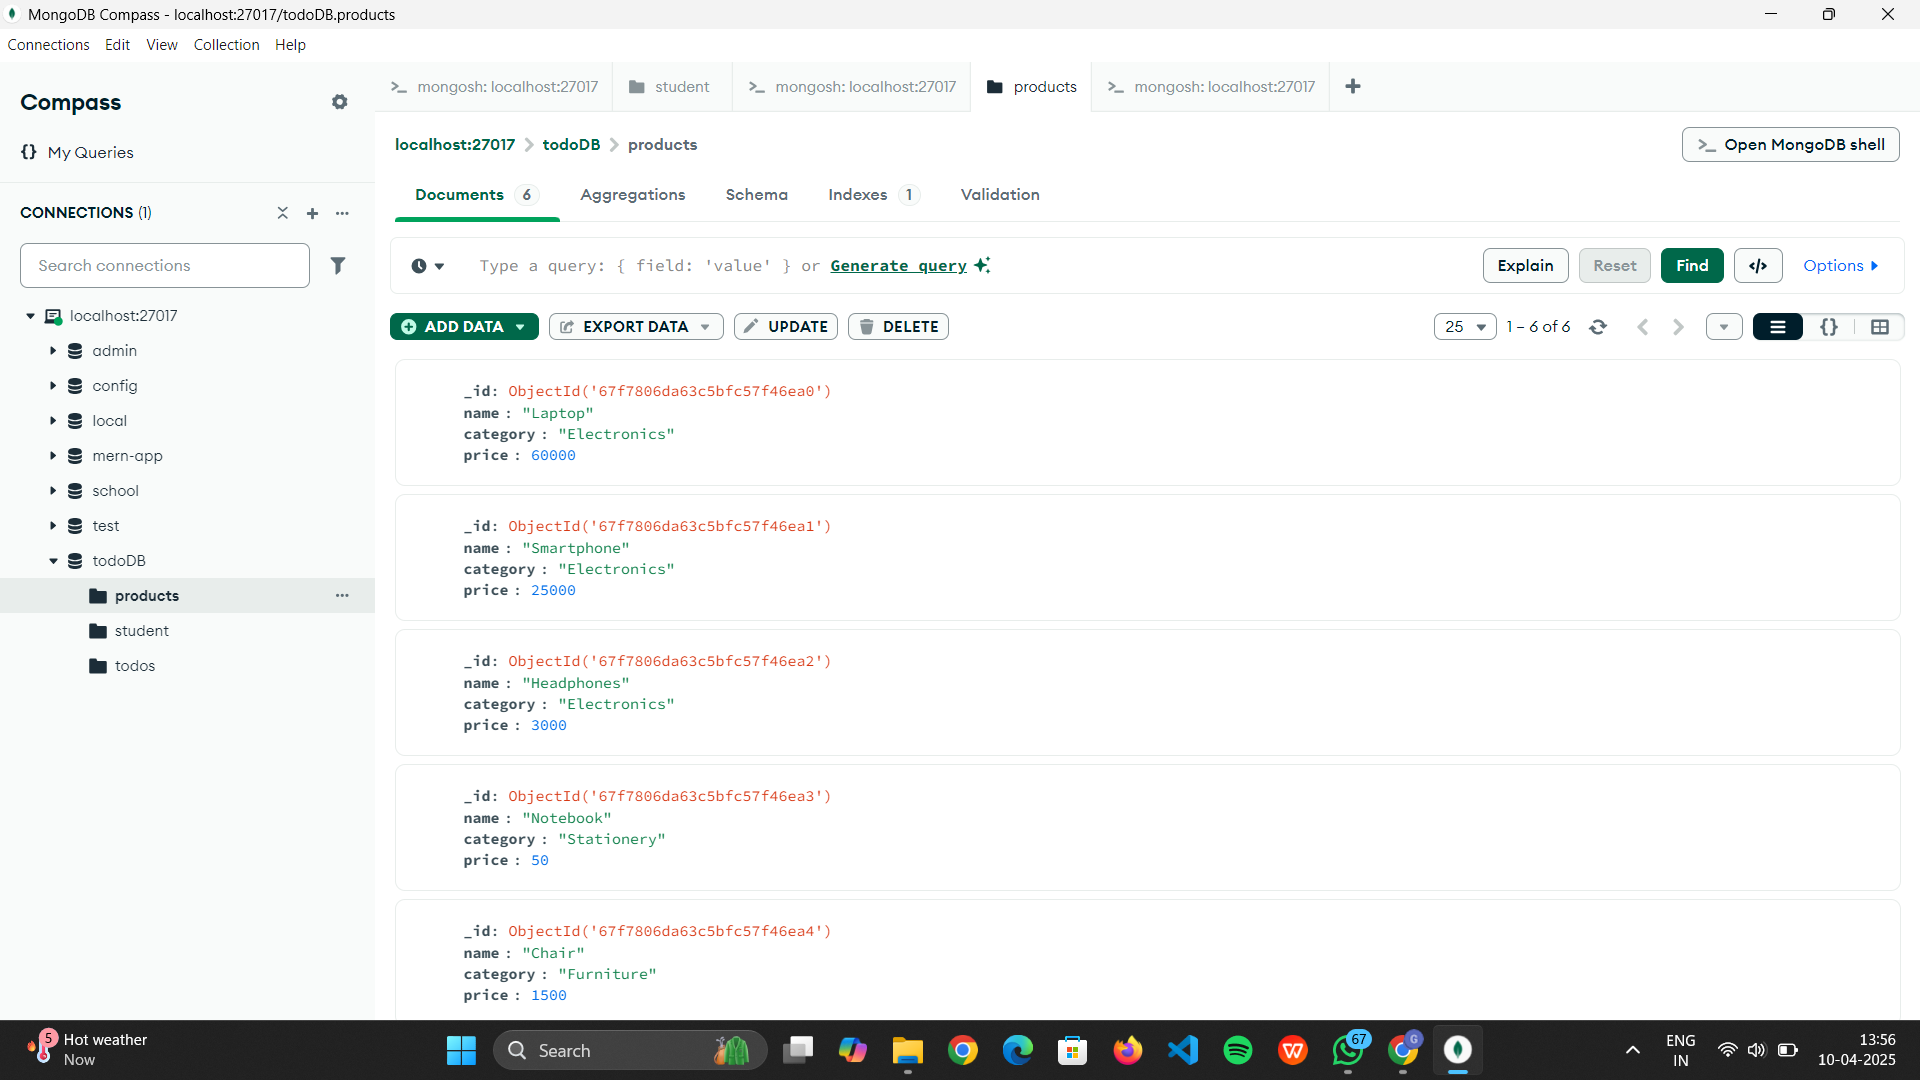 MongoDB Compass - localhost:27017/todoDB.products
Connections Edit View Collection Help
Compass
{} My Queries
CONNECTIONS (1)
Search connections
localhost:27017
admin
config
local
mern-app
school
test
todoDB
products
student
todos
mongosh: localhost:27017
student
mongosh: localhost:27017
products
mongosh: localhost:27017
localhost:27017 > todoDB > products
>_ Open MongoDB shell
Documents 6
Aggregations
Schema
Indexes 1
Validation
Type a query: { field: 'value' } or Generate query
Explain
Reset
Find
</>
Options
ADD DATA
EXPORT DATA
UPDATE
DELETE
25
1 – 6 of 6
{}
_id: ObjectId('67f7806da63c5bfc57f46ea0')
name : "Laptop"
category : "Electronics"
price : 60000
_id: ObjectId('67f7806da63c5bfc57f46ea1')
name : "Smartphone"
category : "Electronics"
price : 25000
_id: ObjectId('67f7806da63c5bfc57f46ea2')
name : "Headphones"
category : "Electronics"
price : 3000
_id: ObjectId('67f7806da63c5bfc57f46ea3')
name : "Notebook"
category : "Stationery"
price : 50
_id: ObjectId('67f7806da63c5bfc57f46ea4')
name : "Chair"
category : "Furniture"
price : 1500
5
Hot weather
Now
Search
W
67
G
ENG
IN
13:56
10-04-2025